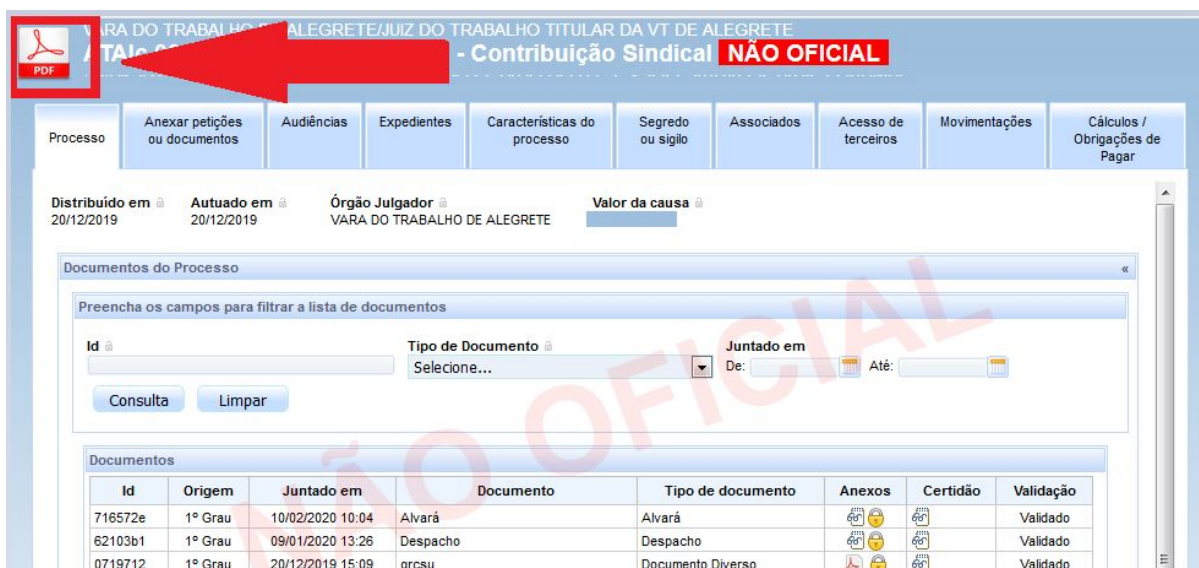 VARA DO TRABALHO ALEGRETE/JUIZ DO TRABALHO TITULAR DA VT DE ALEGRETE
PDF
- Contribuição Sindical NÃO OFICIAL
Processo
Anexar petições
ou documentos
Audiências
Expedientes
Características do
processo
Segredo
ou sigilo
Associados
Acesso de
terceiros
Movimentações
Cálculos /
Obrigações de
Pagar
Distribuído em Autuado em Órgão Julgador Valor da causa
20/12/2019 20/12/2019 VARA DO TRABALHO DE ALEGRETE
Documentos do Processo «
Preencha os campos para filtrar a lista de documentos
Id Tipo de Documento Juntado em
Selecione... De: Até:
Consulta Limpar
NÃO OFICIAL
Documentos
Id Origem Juntado em Documento Tipo de documento Anexos Certidão Validação
716572e 1º Grau 10/02/2020 10:04 Alvará Alvará Validado
62103b1 1º Grau 09/01/2020 13:26 Despacho Despacho Validado
0719712 1º Grau 20/12/2019 15:09 grcsu Documento Diverso Validado